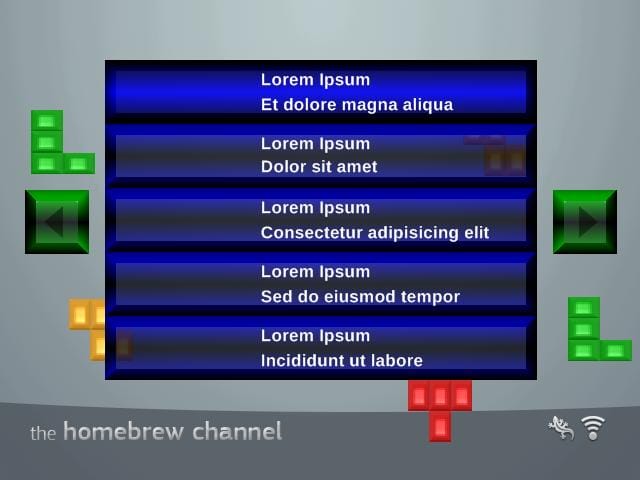 Lorem Ipsum
Et dolore magna aliqua
Lorem Ipsum
Dolor sit amet
Lorem Ipsum
Consectetur adipisicing elit
Lorem Ipsum
Sed do eiusmod tempor
Lorem Ipsum
Incididunt ut labore
the homebrew channel